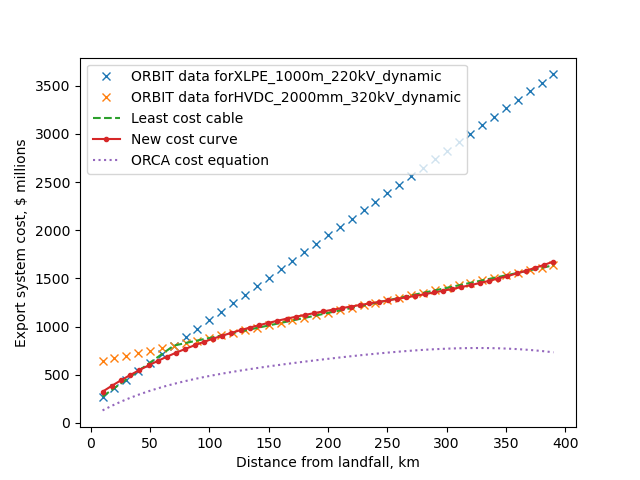 ORBIT data forXLPE_1000m_220kV_dynamic
ORBIT data forHVDC_2000mm_320kV_dynamic
Least cost cable
New cost curve
ORCA cost equation
Export system cost, $ millions
3500
3000
2500
2000
1500
1000
500
0
0 50 100 150 200 250 300 350 400
Distance from landfall, km